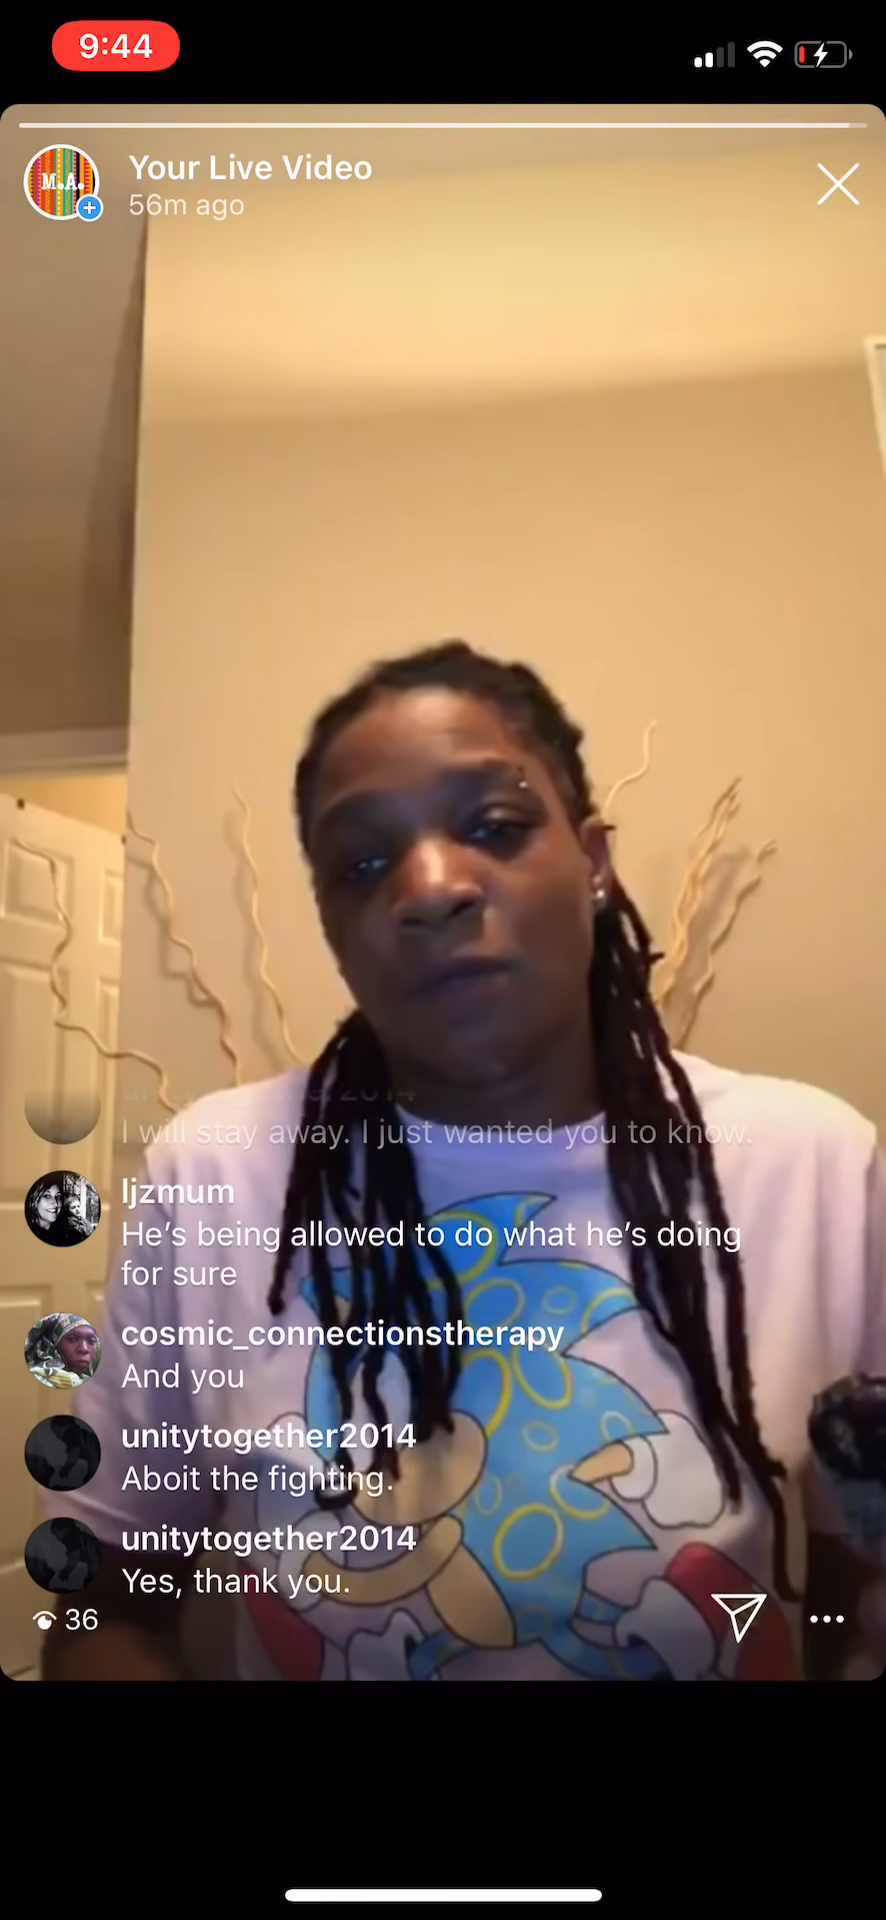 9:44
M.A.
Your Live Video
56m ago
I will stay away. I just wanted you to know.
ljzmum
He’s being allowed to do what he’s doing
for sure
cosmic_connectionstherapy
And you
unitytogether2014
Aboit the fighting.
unitytogether2014
Yes, thank you.
36